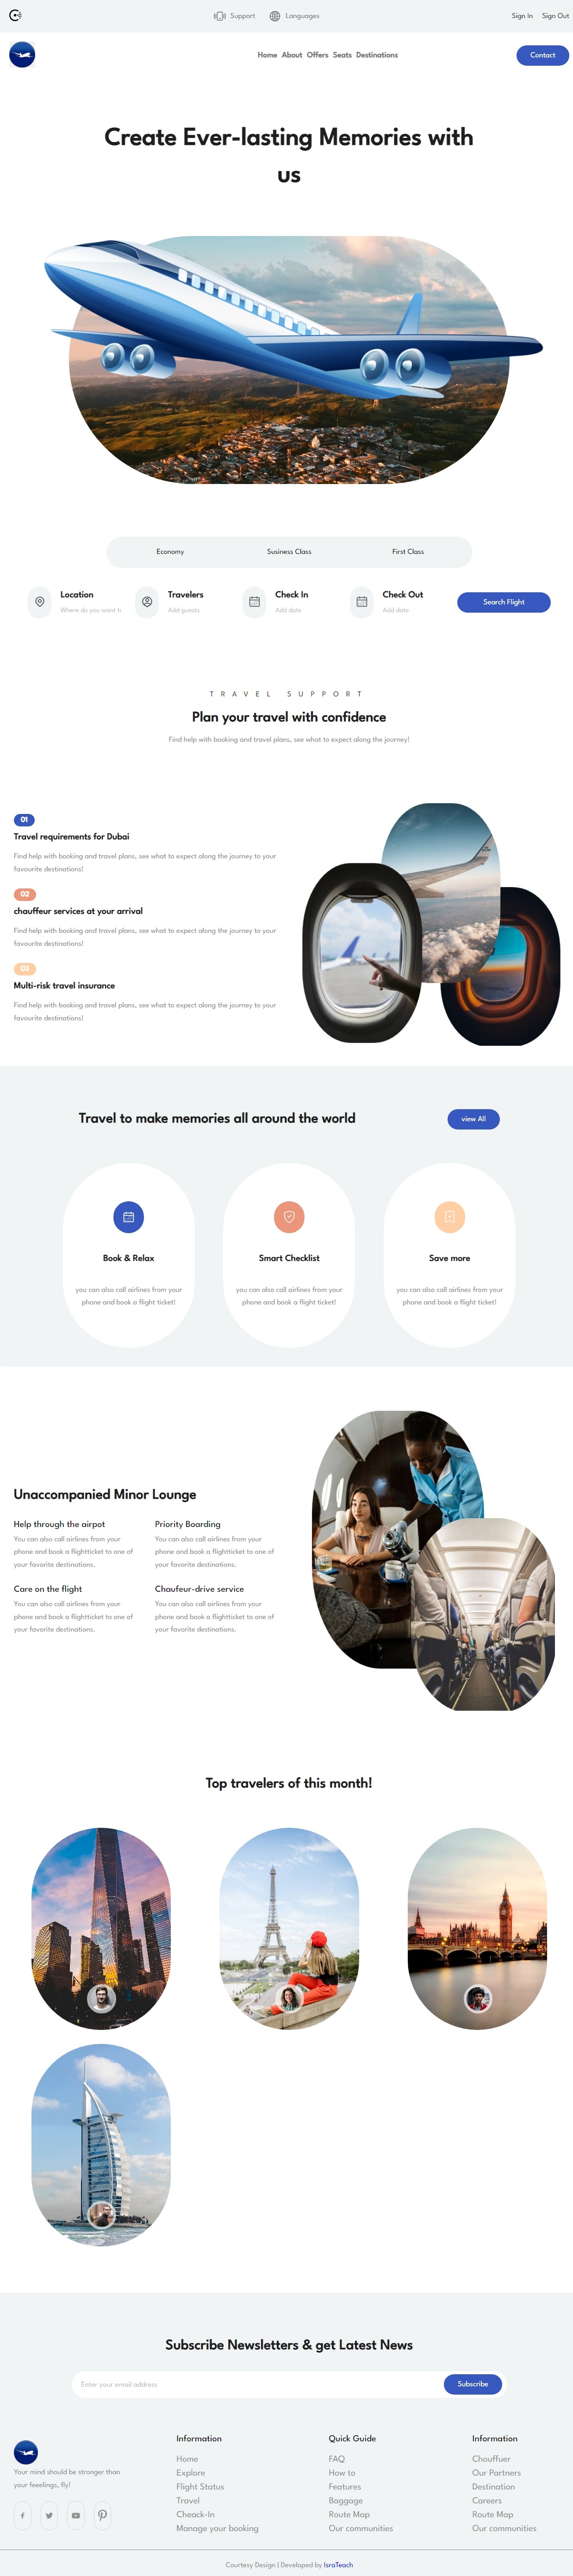 Support
Languages
Sign In
Sign Out
Home About Offers Seats Destinations
Contact
Create Ever-lasting Memories with
us
Economy
Susiness Class
First Class
Location
Where do you want t
Travelers
Add guests
Check In
Add date
Check Out
Add date
Search Flight
TRAVEL SUPPORT
Plan your travel with confidence
Find help with booking and travel plans, see what to expect along the journey!
01
Travel requirements for Dubai
Find help with booking and travel plans, see what to expect along the journey to your
favourite destinations!
02
chauffeur services at your arrival
Find help with booking and travel plans, see what to expect along the journey to your
favourite destinations!
03
Multi-risk travel insurance
Find help with booking and travel plans, see what to expect along the journey to your
favourite destinations!
Travel to make memories all around the world
view All
Book & Relax
you can also call airlines from your
phone and book a flight ticket!
Smart Checklist
you can also call airlines from your
phone and book a flight ticket!
Save more
you can also call airlines from your
phone and book a flight ticket!
Unaccompanied Minor Lounge
Help through the airpot
You can also call airlines from your
phone and book a flightticket to one of
your favorite destinations.
Priority Boarding
You can also call airlines from your
phone and book a flightticket to one of
your favorite destinations.
Care on the flight
You can also call airlines from your
phone and book a flightticket to one of
your favorite destinations.
Chaufeur-drive service
You can also call airlines from your
phone and book a flightticket to one of
your favorite destinations.
Top travelers of this month!
Subscribe Newsletters & get Latest News
Enter your email address
Subscribe
Your mind should be stronger than
your feeelings, fly!
Information
Home
Explore
Flight Status
Travel
Cheack-In
Manage your booking
Quick Guide
FAQ
How to
Features
Baggage
Route Map
Our communities
Information
Chouffuer
Our Partners
Destination
Careers
Route Map
Our communities
Courtesy Design | Developed by IsraTeach